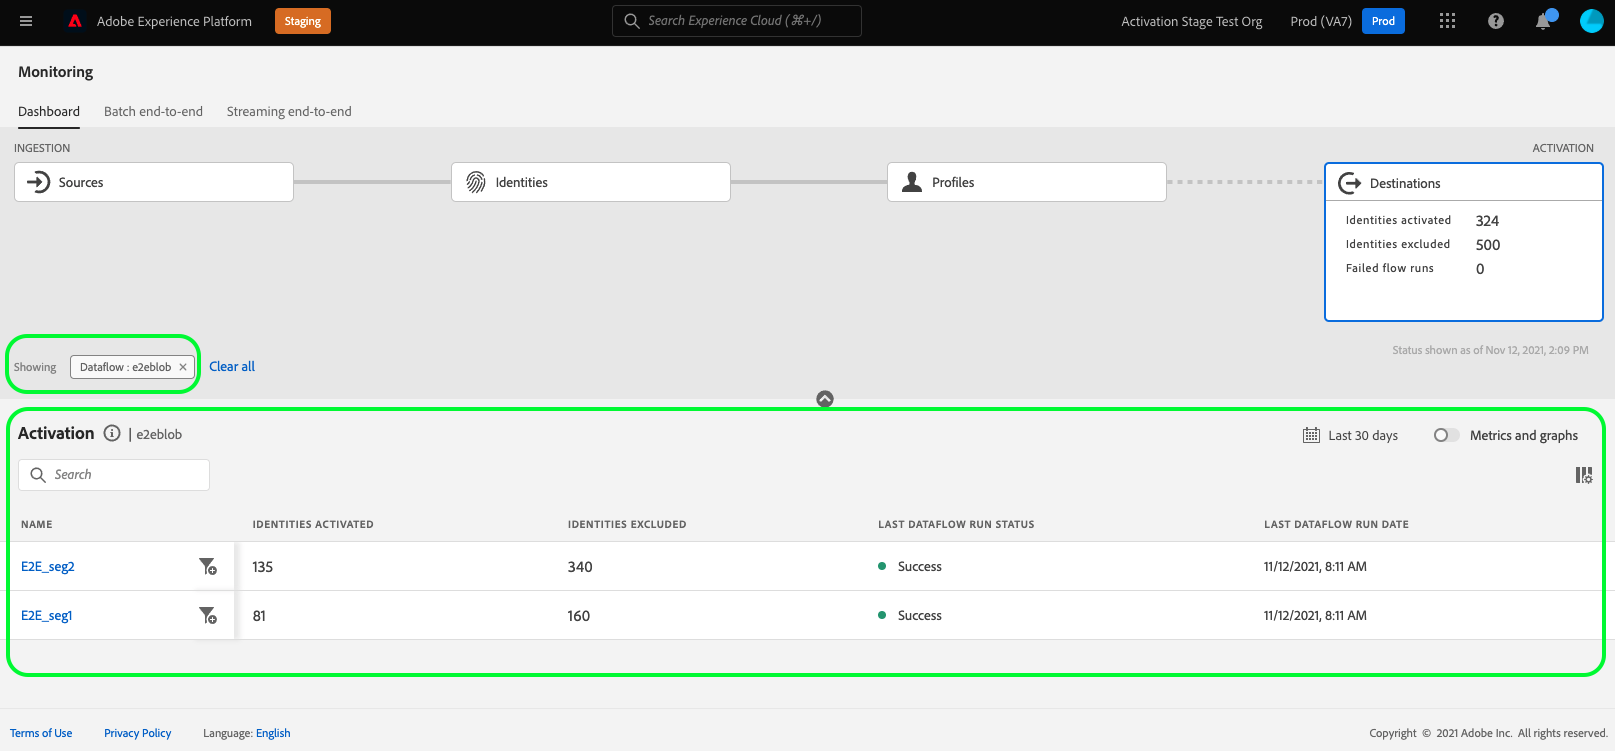 Adobe Experience Platform Staging Search Experience Cloud (⌘+/) Activation Stage Test Org Prod (VA7) Prod
Monitoring
Dashboard Batch end-to-end Streaming end-to-end
INGESTION ACTIVATION
Sources Identities Profiles Destinations
Identities activated 324
Identities excluded 500
Failed flow runs 0
Status shown as of Nov 12, 2021, 2:09 PM
Showing Dataflow : e2eblob × Clear all
Activation | e2eblob Last 30 days Metrics and graphs
Search
NAME IDENTITIES ACTIVATED IDENTITIES EXCLUDED LAST DATAFLOW RUN STATUS LAST DATAFLOW RUN DATE
E2E_seg2 135 340 Success 11/12/2021, 8:11 AM
E2E_seg1 81 160 Success 11/12/2021, 8:11 AM
Terms of Use Privacy Policy Language: English Copyright © 2021 Adobe Inc. All rights reserved.